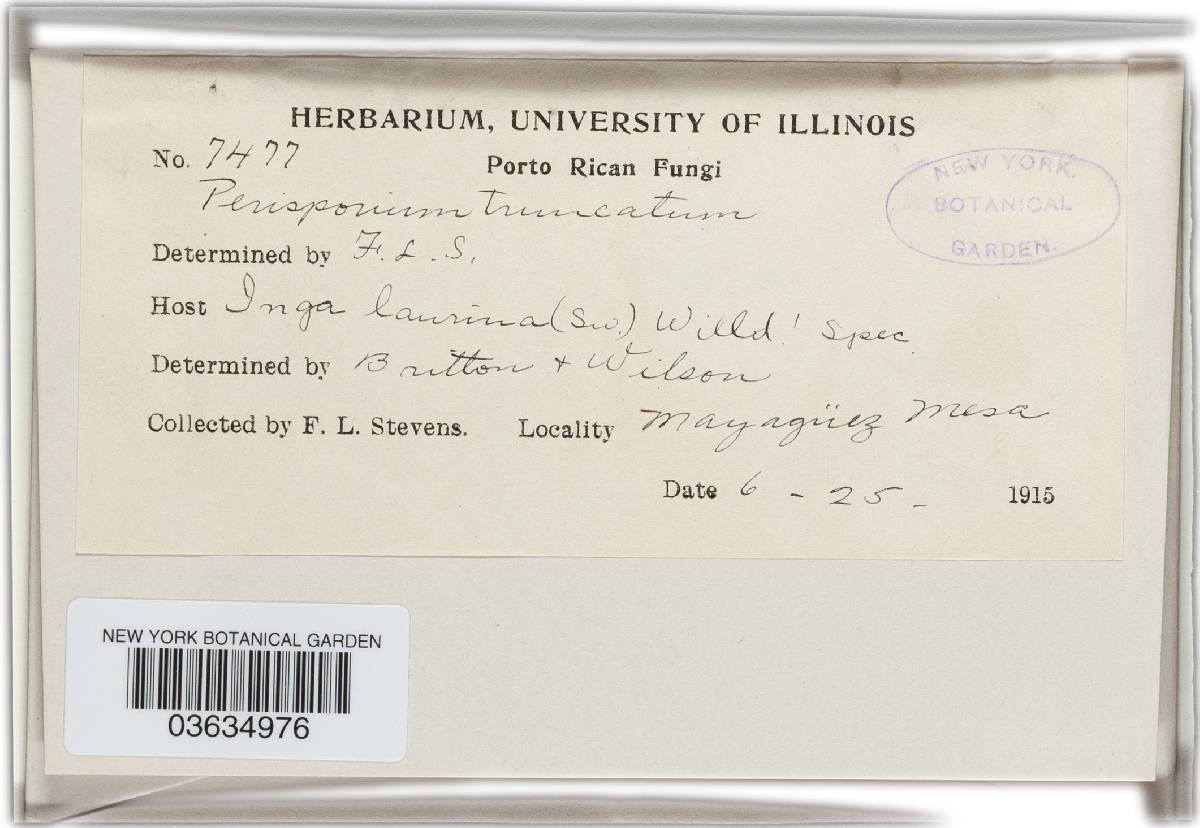 HERBARIUM, UNIVERSITY OF ILLINOIS
No. 7477
Porto Rican Fungi
Perisporium truncatum
Determined by F. L. S.
Host Inga laurina (Sw.) Willd! Spec.
Determined by Britton + Wilson
Collected by F. L. Stevens. Locality Mayagüez Mesa
Date 6 - 25 - 1915
NEW YORK.
BOTANICAL
GARDEN.
NEW YORK BOTANICAL GARDEN
03634976